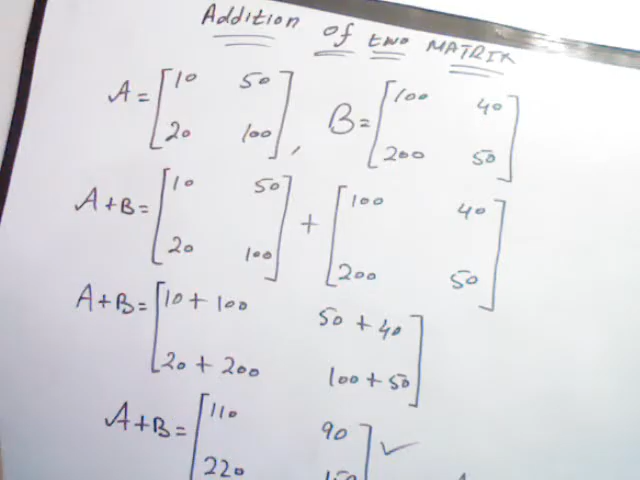 Addition of two MATRIX
A = [10 50
20 100], B = [100 40
200 50]
A+B = [10 50
20 100] + [100 40
200 50]
A+B = [10 + 100 50 + 40
20 + 200 100 + 50]
A+B = [110 90
220 150